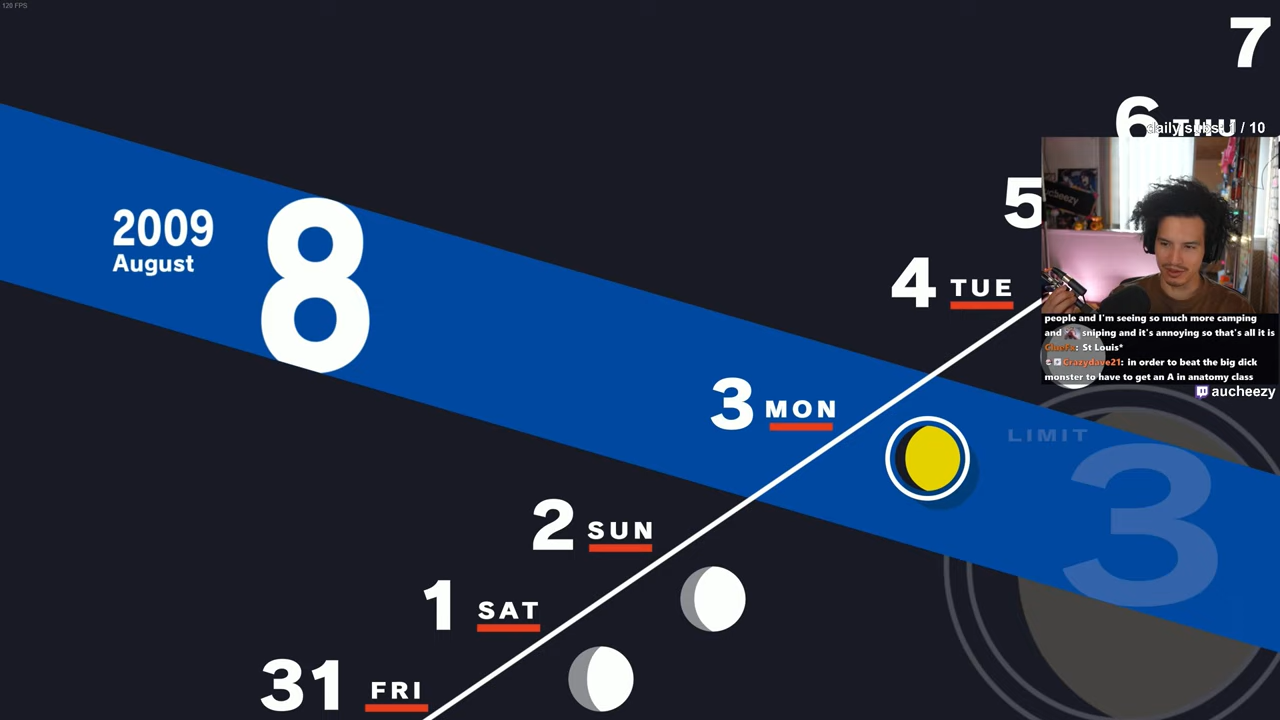 120 FPS
7
6 THU
daily subs: 1 / 10
2009
August
8
5
4 TUE
people and I'm seeing so much more camping
and sniping and it's annoying so that's all it is
: St Louis*
Crazydave21: in order to beat the big dick
monster to have to get an A in anatomy class
aucheezy
3 MON
LIMIT
3
2 SUN
1 SAT
31 FRI